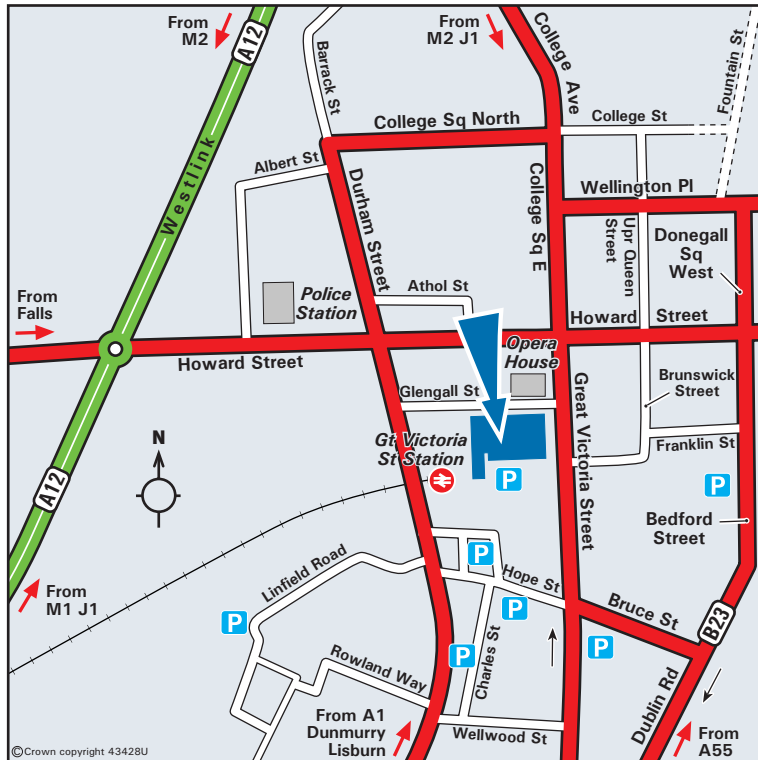 From
M2
A12
From
M2 J1
College Ave
Barrack St
Fountain St
College Sq North
College St
Westlink
Albert St
Durham Street
College Sq E
Wellington Pl
Upr Queen
Street
Donegall
Sq
West
From
Falls
Police
Station
Athol St
Howard Street
Howard Street
Opera
House
Glengall St
Great Victoria Street
Brunswick
Street
Franklin St
N
Gt Victoria
St Station
P
P
A12
Bedford
Street
From
M1 J1
Linfield Road
P
Hope St
P
P
Bruce St
B23
Charles St
P
P
Rowland Way
Dublin Rd
From A1
Dunmurry
Lisburn
Wellwood St
From
A55
©Crown copyright 43428U